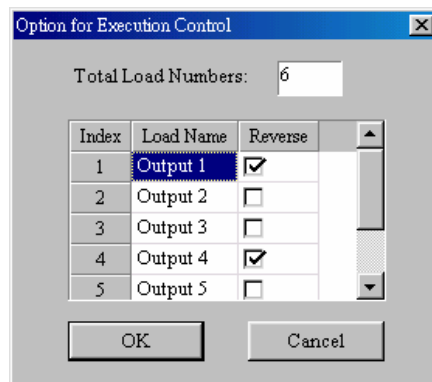 Option for Execution Control
Total Load Numbers: 6
Index Load Name Reverse
1 Output 1
2 Output 2
3 Output 3
4 Output 4
5 Output 5
OK Cancel